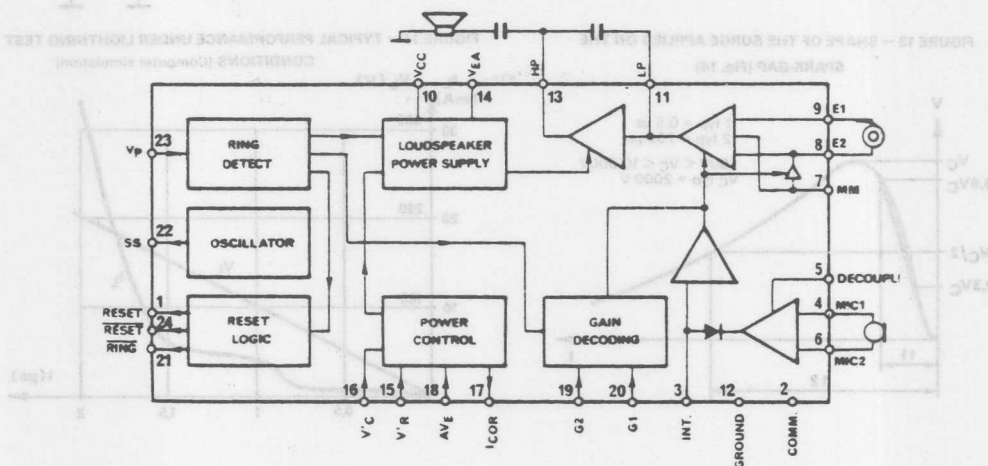 VCC
VEA
HP
LP
10
14
13
11
23
VP
RING
DETECT
LOUDSPEAKER
POWER SUPPLY
9
E1
8
E2
7
MM
22
SS
OSCILLATOR
5
DECOUPL!
1
RESET
24
RESET
21
RING
RESET
LOGIC
POWER
CONTROL
GAIN
DECODING
4
MIC1
6
MIC2
16
15
18
17
19
20
3
12
2
V'C
V'R
AVE
ICOR
G2
G1
INT.
GROUND
COMM.
FIGURE 13 – SHAPE OF THE SURGE APPLIED ON THE
SPARK-GAP (Fig. 14)
TYPICAL PERFORMANCE UNDER LIGHTNING TEST
CONDITIONS (Computer simulation)